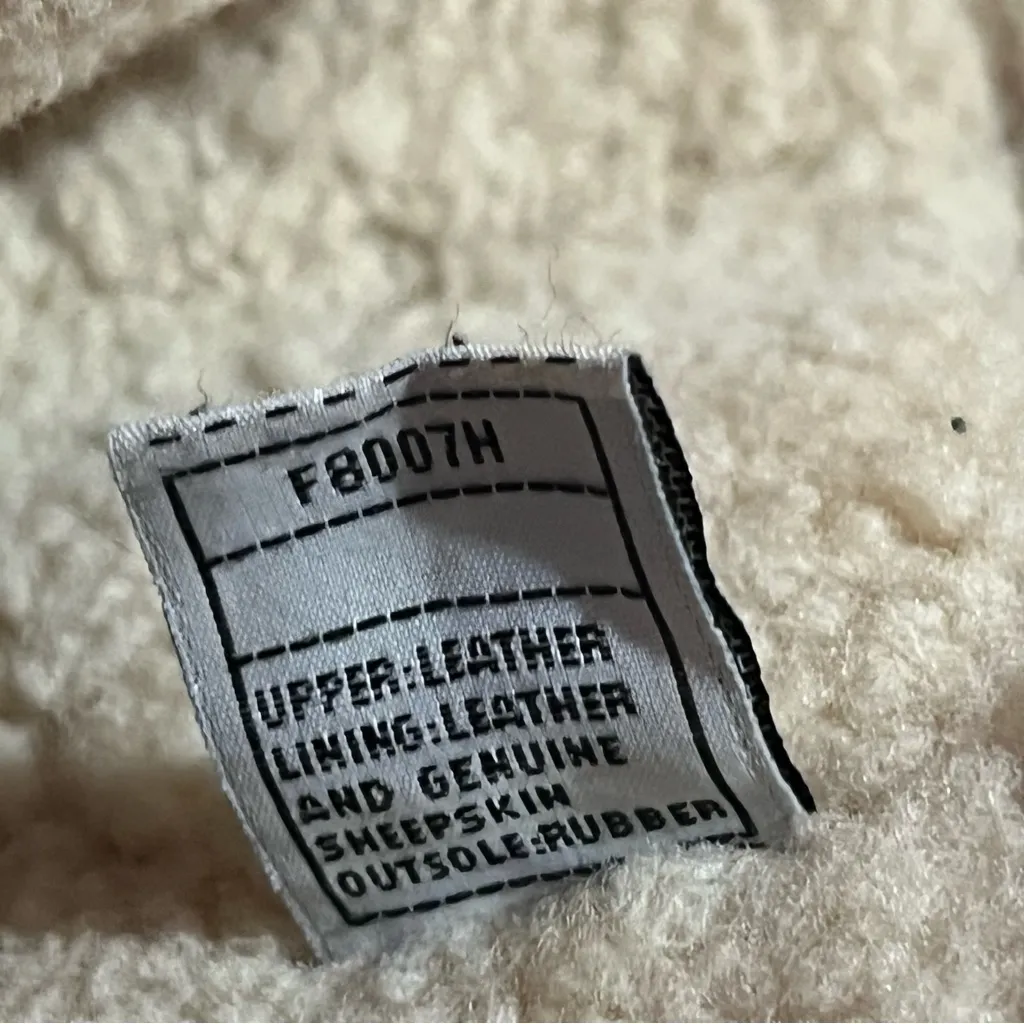 F8007H
UPPER:LEATHER
LINING:LEATHER
AND GENUINE
SHEEPSKIN
OUTSOLE:RUBBER